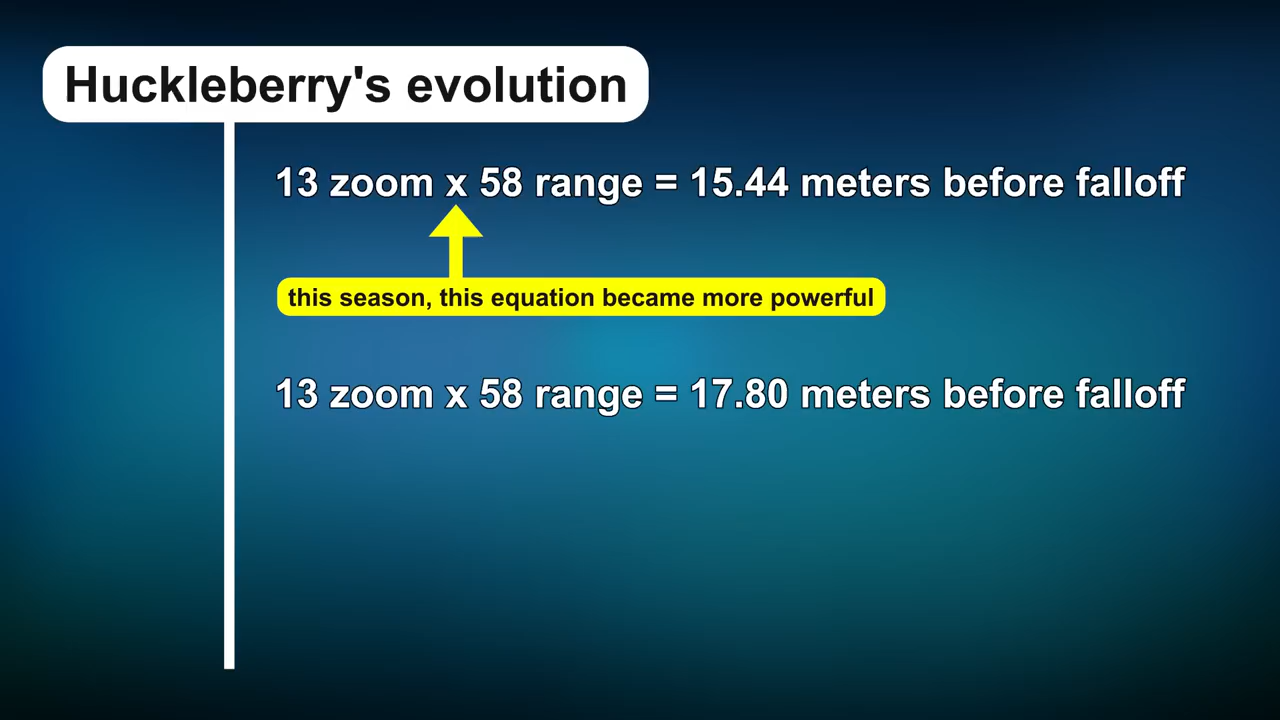 Huckleberry's evolution
13 zoom x 58 range = 15.44 meters before falloff
this season, this equation became more powerful
13 zoom x 58 range = 17.80 meters before falloff